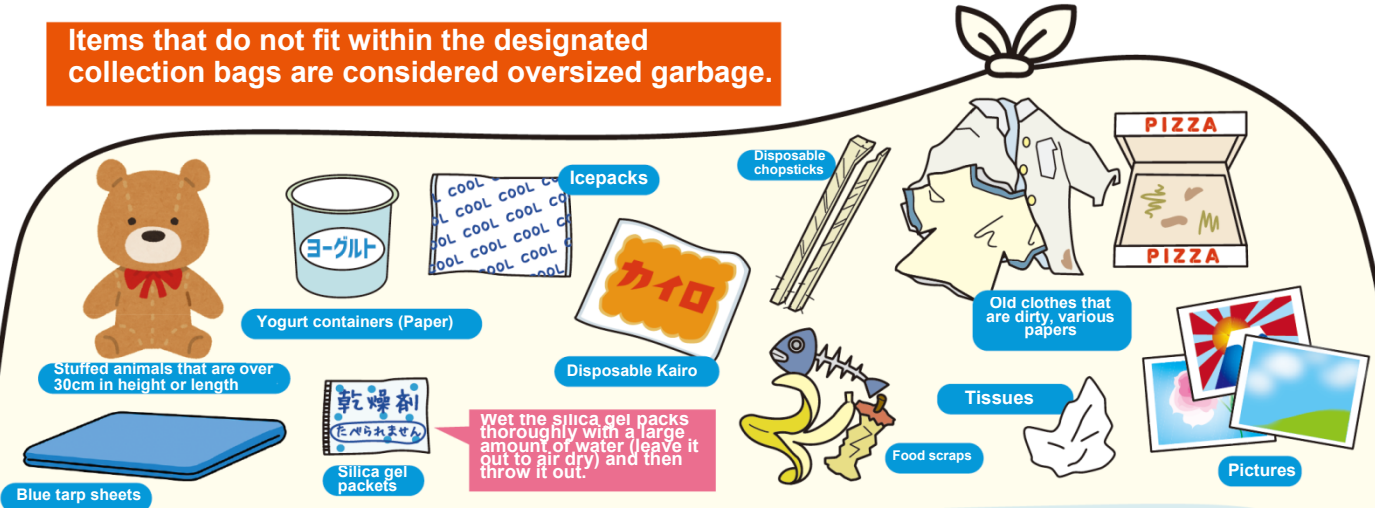 Items that do not fit within the designated
collection bags are considered oversized garbage.
Disposable
chopsticks
PIZZA
PIZZA
Icepacks
COOL COOL CO
OL COOL COOL COOL
OL COOL COOL CO
OOL COOL COOL
ヨーグルト
カイロ
Yogurt containers (Paper)
Old clothes that
are dirty, various
papers
Stuffed animals that are over
30cm in height or length
Disposable Kairo
乾燥剤
たべられません
Wet the silica gel packs
thoroughly with a large
amount of water (leave it
out to air dry) and then
throw it out.
Tissues
Food scraps
Silica gel
packets
Pictures
Blue tarp sheets